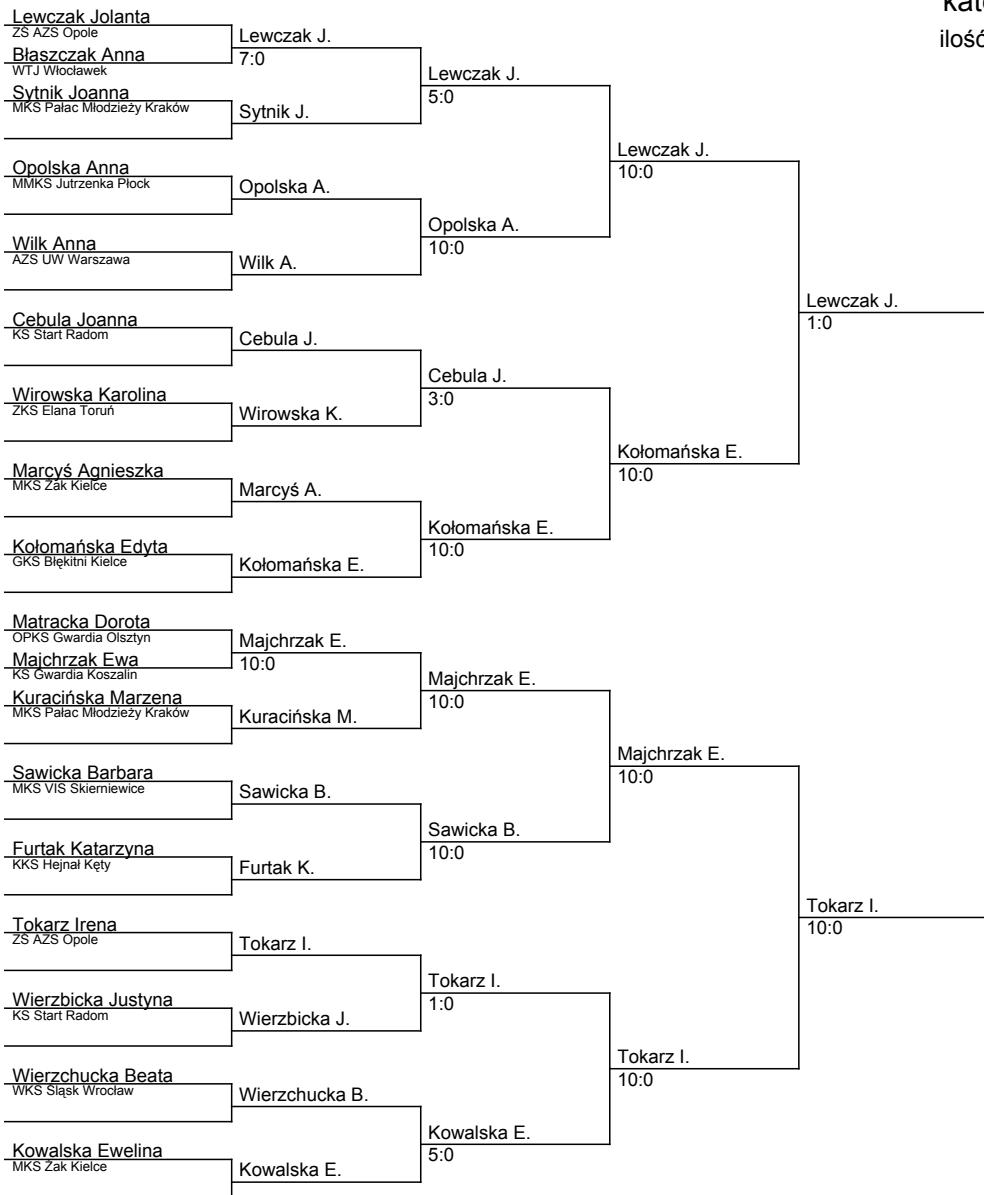 kat
ilość
Lewczak Jolanta
ZS AZS Opole
Błaszczak Anna
WTJ Włocławek
Sytnik Joanna
MKS Pałac Młodzieży Kraków
Opolska Anna
MMKS Jutrzenka Płock
Wilk Anna
AZS UW Warszawa
Cebula Joanna
KS Start Radom
Wirowska Karolina
ZKS Elana Toruń
Marcyś Agnieszka
MKS Żak Kielce
Kołomańska Edyta
GKS Błękitni Kielce
Matracka Dorota
OPKS Gwardia Olsztyn
Majchrzak Ewa
KS Gwardia Koszalin
Kuracińska Marzena
MKS Pałac Młodzieży Kraków
Sawicka Barbara
MKS VIS Skierniewice
Furtak Katarzyna
KKS Hejnał Kęty
Tokarz Irena
ZS AZS Opole
Wierzbicka Justyna
KS Start Radom
Wierzchucka Beata
WKS Śląsk Wrocław
Kowalska Ewelina
MKS Żak Kielce
Lewczak J.
7:0
Sytnik J.
Opolska A.
Wilk A.
Cebula J.
Wirowska K.
Marcyś A.
Kołomańska E.
Majchrzak E.
10:0
Kuracińska M.
Sawicka B.
Furtak K.
Tokarz I.
Wierzbicka J.
Wierzchucka B.
Kowalska E.
Lewczak J.
5:0
Opolska A.
10:0
Cebula J.
3:0
Kołomańska E.
10:0
Majchrzak E.
10:0
Sawicka B.
10:0
Tokarz I.
1:0
Kowalska E.
5:0
Lewczak J.
10:0
Kołomańska E.
10:0
Majchrzak E.
10:0
Tokarz I.
10:0
Lewczak J.
1:0
Tokarz I.
10:0